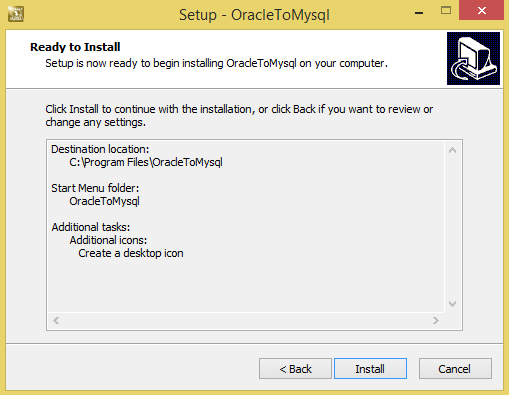 Setup - OracleToMysql
Ready to Install
Setup is now ready to begin installing OracleToMysql on your computer.
Click Install to continue with the installation, or click Back if you want to review or
change any settings.
Destination location:
C:\Program Files\OracleToMysql
Start Menu folder:
OracleToMysql
Additional tasks:
Additional icons:
Create a desktop icon
< Back
Install
Cancel